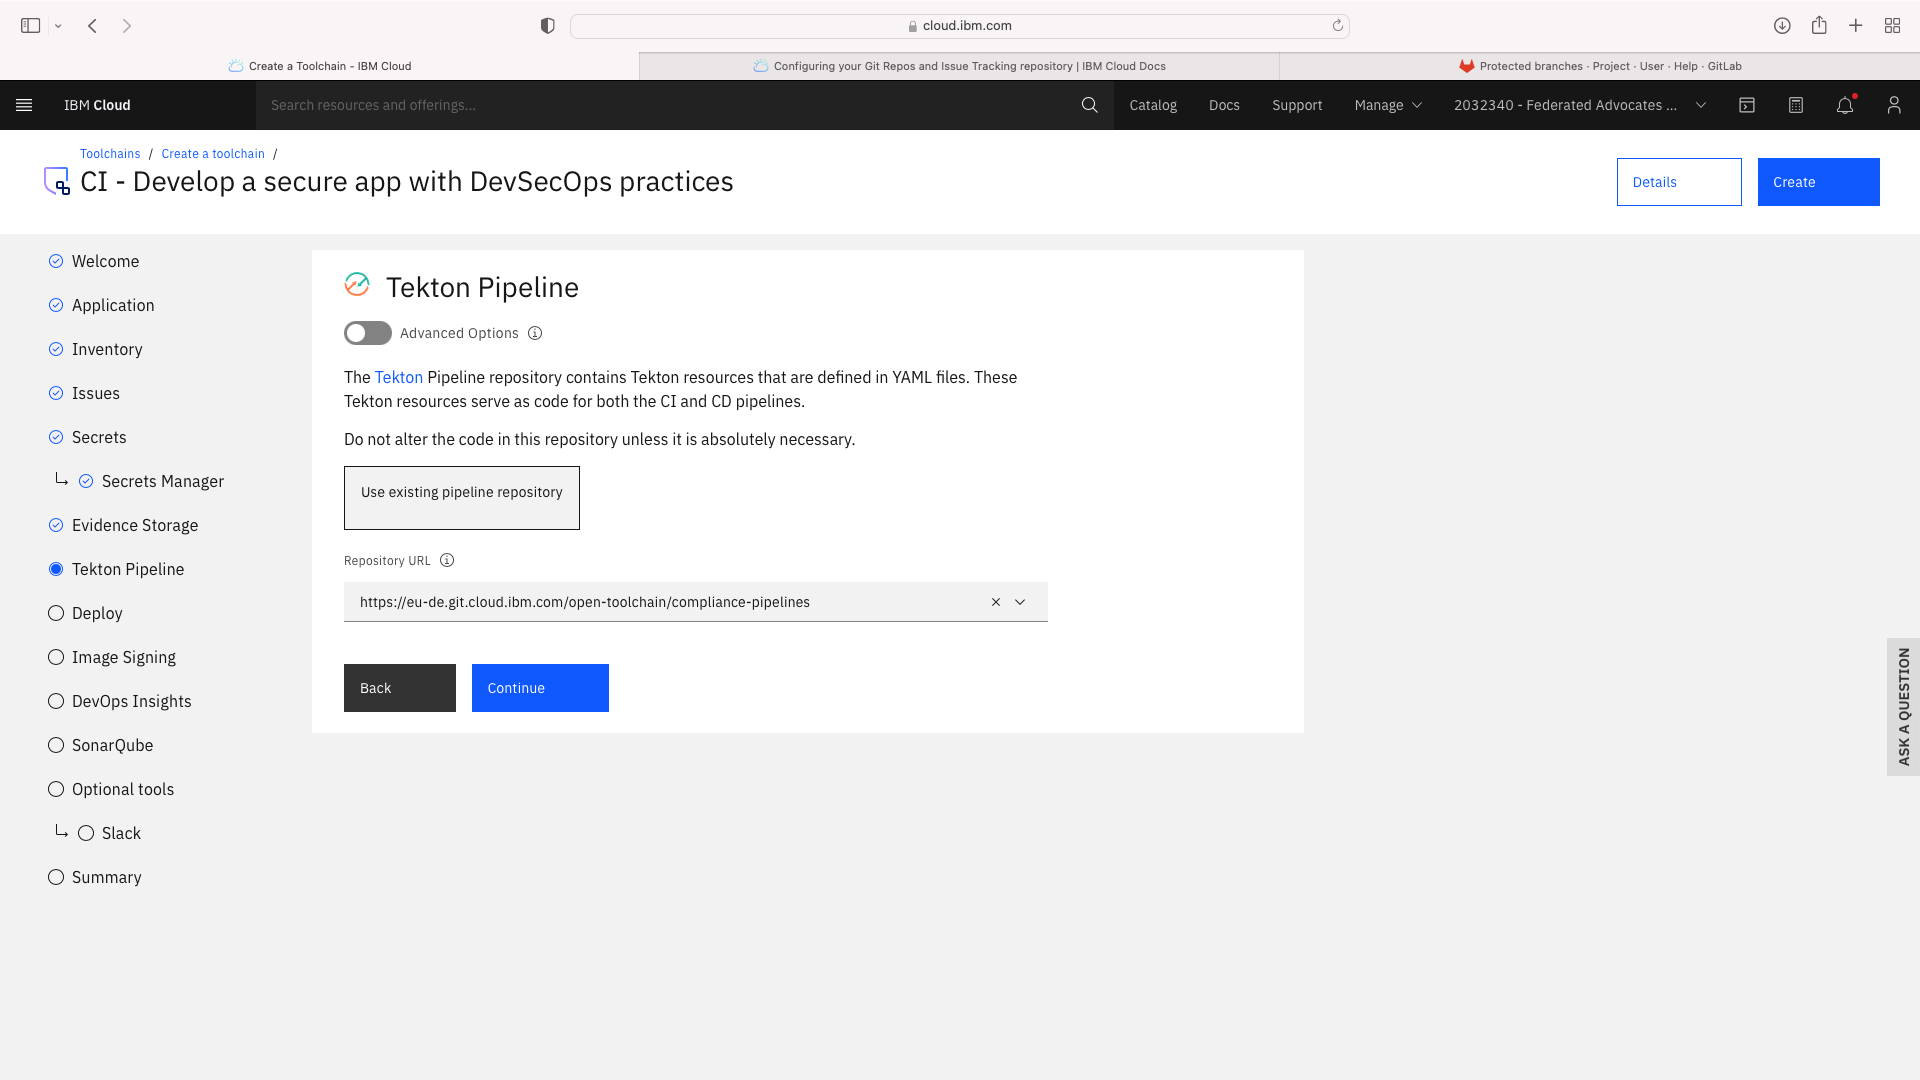 cloud.ibm.com
Create a Toolchain - IBM Cloud
Configuring your Git Repos and Issue Tracking repository | IBM Cloud Docs
Protected branches · Project · User · Help · GitLab
IBM Cloud
Search resources and offerings...
Catalog
Docs
Support
Manage
2032340 - Federated Advocates ...
Toolchains / Create a toolchain /
CI - Develop a secure app with DevSecOps practices
Details
Create
Welcome
Application
Inventory
Issues
Secrets
Secrets Manager
Evidence Storage
Tekton Pipeline
Deploy
Image Signing
DevOps Insights
SonarQube
Optional tools
Slack
Summary
Tekton Pipeline
Advanced Options
The Tekton Pipeline repository contains Tekton resources that are defined in YAML files. These
Tekton resources serve as code for both the CI and CD pipelines.
Do not alter the code in this repository unless it is absolutely necessary.
Use existing pipeline repository
Repository URL
https://eu-de.git.cloud.ibm.com/open-toolchain/compliance-pipelines
Back
Continue
ASK A QUESTION